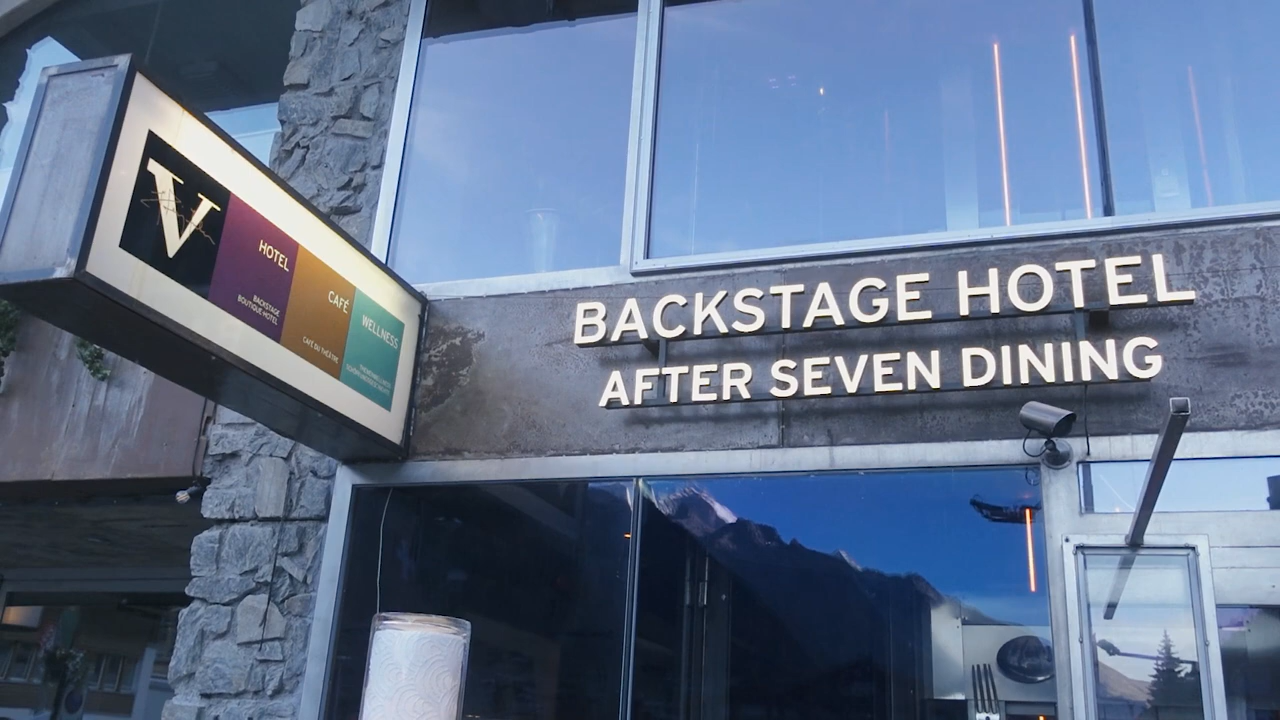 V
HOTEL
BACKSTAGE
BOUTIQUE HOTEL
CAFÉ
CAFÉ DU THÉÂTRE
WELLNESS
BACKSTAGE HOTEL
AFTER SEVEN DINING